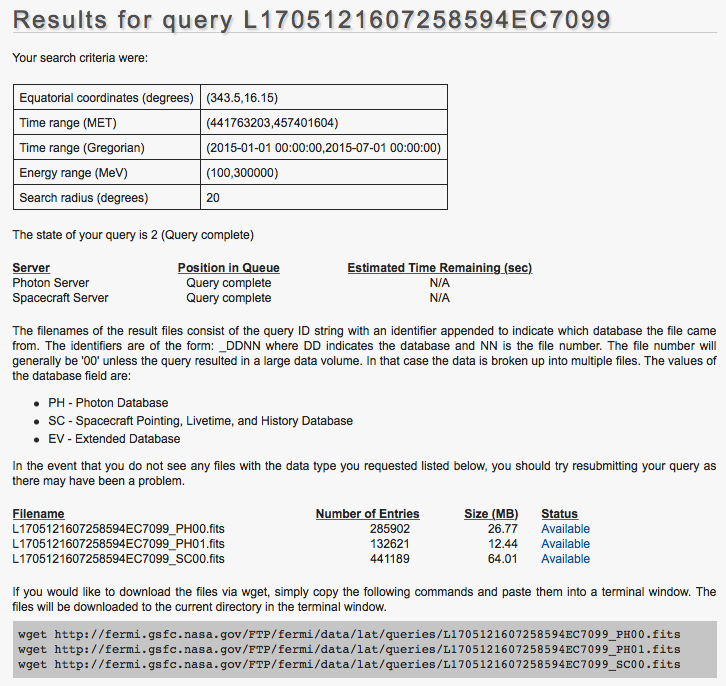 Results for query L1705121607258594EC7099
Your search criteria were:
Equatorial coordinates (degrees) (343.5,16.15)
Time range (MET) (441763203,457401604)
Time range (Gregorian) (2015-01-01 00:00:00,2015-07-01 00:00:00)
Energy range (MeV) (100,300000)
Search radius (degrees) 20
The state of your query is 2 (Query complete)
Server Position in Queue Estimated Time Remaining (sec)
Photon Server Query complete N/A
Spacecraft Server Query complete N/A
The filenames of the result files consist of the query ID string with an identifier appended to indicate which database the file came
from. The identifiers are of the form: _DDNN where DD indicates the database and NN is the file number. The file number will
generally be '00' unless the query resulted in a large data volume. In that case the data is broken up into multiple files. The values of
the database field are:
• PH - Photon Database
• SC - Spacecraft Pointing, Livetime, and History Database
• EV - Extended Database
In the event that you do not see any files with the data type you requested listed below, you should try resubmitting your query as
there may have been a problem.
Filename Number of Entries Size (MB) Status
L1705121607258594EC7099_PH00.fits 285902 26.77 Available
L1705121607258594EC7099_PH01.fits 132621 12.44 Available
L1705121607258594EC7099_SC00.fits 441189 64.01 Available
If you would like to download the files via wget, simply copy the following commands and paste them into a terminal window. The
files will be downloaded to the current directory in the terminal window.
wget http://fermi.gsfc.nasa.gov/FTP/fermi/data/lat/queries/L1705121607258594EC7099_PH00.fits
wget http://fermi.gsfc.nasa.gov/FTP/fermi/data/lat/queries/L1705121607258594EC7099_PH01.fits
wget http://fermi.gsfc.nasa.gov/FTP/fermi/data/lat/queries/L1705121607258594EC7099_SC00.fits